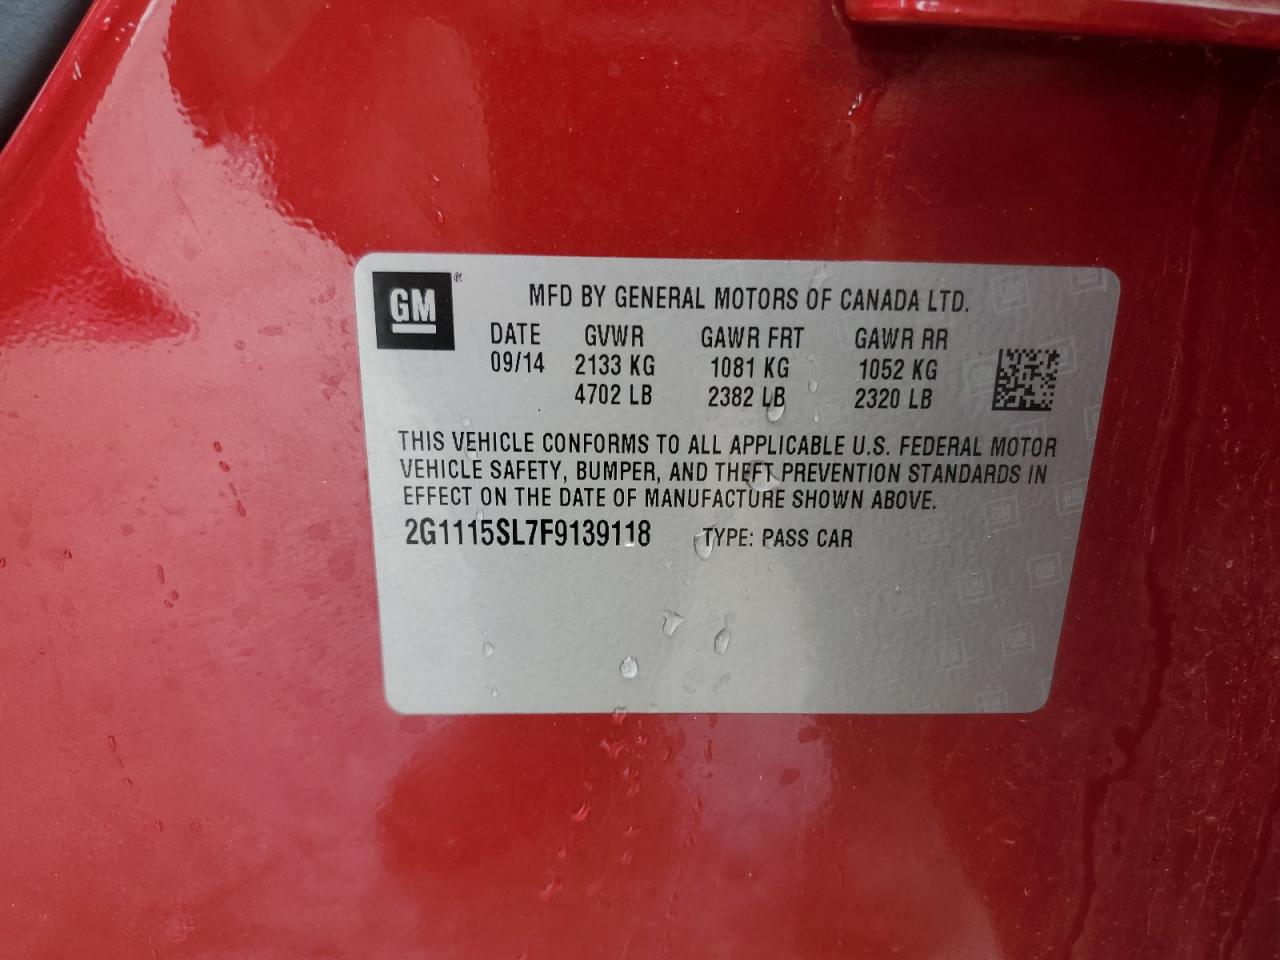 GM ®
MFD BY GENERAL MOTORS OF CANADA LTD.
DATE GVWR GAWR FRT GAWR RR
09/14 2133 KG 1081 KG 1052 KG
4702 LB 2382 LB 2320 LB
THIS VEHICLE CONFORMS TO ALL APPLICABLE U.S. FEDERAL MOTOR
VEHICLE SAFETY, BUMPER, AND THEFT PREVENTION STANDARDS IN
EFFECT ON THE DATE OF MANUFACTURE SHOWN ABOVE.
2G1115SL7F9139118 TYPE: PASS CAR